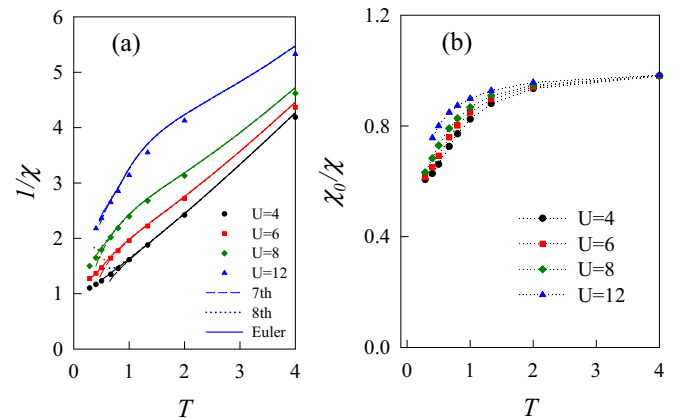 (a)
1/χ
6
5
4
3
2
1
0
U=4
U=6
U=8
U=12
7th
8th
Euler
0 1 2 3 4
T
(b)
χ0/χ
1.2
0.8
0.4
0.0
U=4
U=6
U=8
U=12
0 1 2 3 4
T